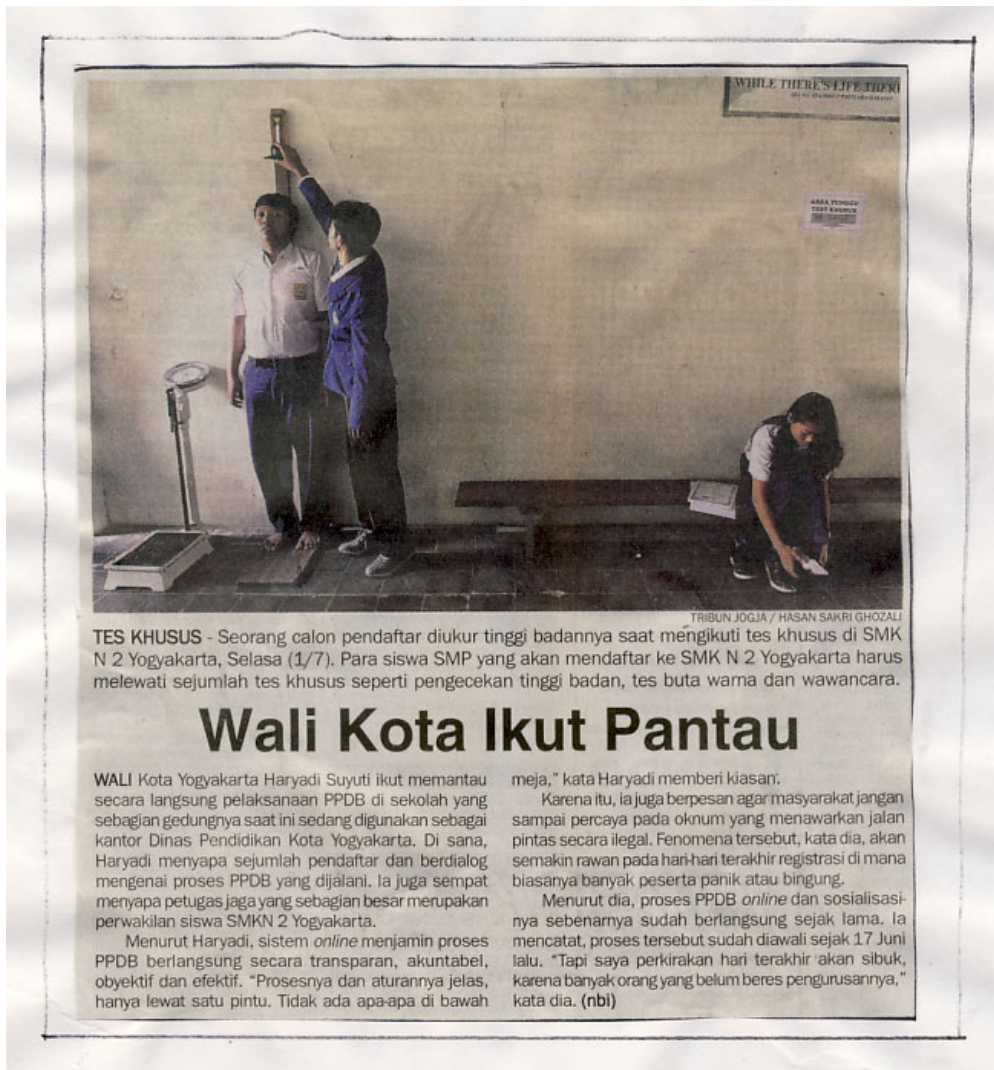 WHILE THERE'S LIFE THER
AREA TUNGGU
TEST KHUSUS
TRIBUN JOGJA / HASAN SAKRI GHOZALI
TES KHUSUS - Seorang calon pendaftar diukur tinggi badannya saat mengikuti tes khusus di SMK
N 2 Yogyakarta, Selasa (1/7). Para siswa SMP yang akan mendaftar ke SMK N 2 Yogyakarta harus
melewati sejumlah tes khusus seperti pengecekan tinggi badan, tes buta warna dan wawancara.
Wali Kota Ikut Pantau
WALI Kota Yogyakarta Haryadi Suyuti ikut memantau
secara langsung pelaksanaan PPDB di sekolah yang
sebagian gedungnya saat ini sedang digunakan sebagai
kantor Dinas Pendidikan Kota Yogyakarta. Di sana,
Haryadi menyapa sejumlah pendaftar dan berdialog
mengenai proses PPDB yang dijalani. Ia juga sempat
menyapa petugas jaga yang sebagian besar merupakan
perwakilan siswa SMKN 2 Yogyakarta.
Menurut Haryadi, sistem online menjamin proses
PPDB berlangsung secara transparan, akuntabel,
obyektif dan efektif. “Prosesnya dan aturannya jelas,
hanya lewat satu pintu. Tidak ada apa-apa di bawah
meja,” kata Haryadi memberi kiasan.
Karena itu, ia juga berpesan agar masyarakat jangan
sampai percaya pada oknum yang menawarkan jalan
pintas secara ilegal. Fenomena tersebut, kata dia, akan
semakin rawan pada hari-hari terakhir registrasi di mana
biasanya banyak peserta panik atau bingung.
Menurut dia, proses PPDB online dan sosialisasi-
nya sebenarnya sudah berlangsung sejak lama. Ia
mencatat, proses tersebut sudah diawali sejak 17 Juni
lalu. “Tapi saya perkirakan hari terakhir akan sibuk,
karena banyak orang yang belum beres pengurusannya,”
kata dia. (nbi)